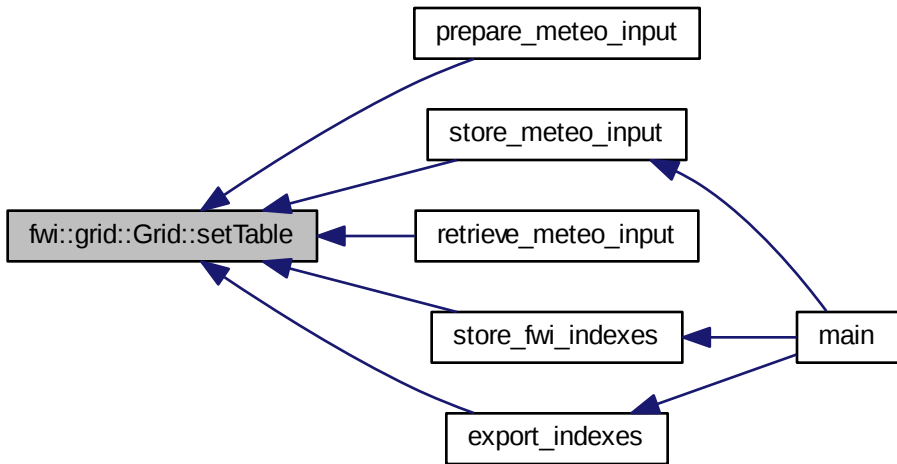 prepare_meteo_input
store_meteo_input
fwi::grid::Grid::setTable
retrieve_meteo_input
store_fwi_indexes
main
export_indexes